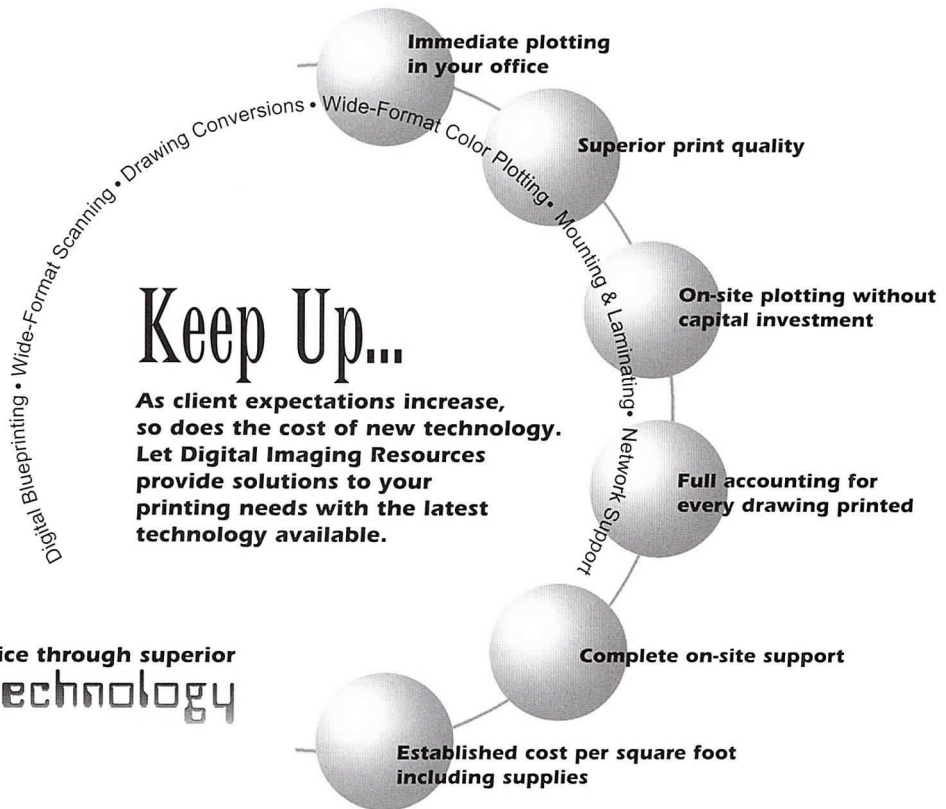 Immediate plotting
in your office
Digital Blueprinting • Wide-Format Scanning • Drawing Conversions • Wide-Format Color Plotting • Mounting & Laminating • Network Support
Superior print quality
On-site plotting without
capital investment
Keep Up...
As client expectations increase,
so does the cost of new technology.
Let Digital Imaging Resources
provide solutions to your
printing needs with the latest
technology available.
Full accounting for
every drawing printed
ice through superior
echnology
Complete on-site support
Established cost per square foot
including supplies